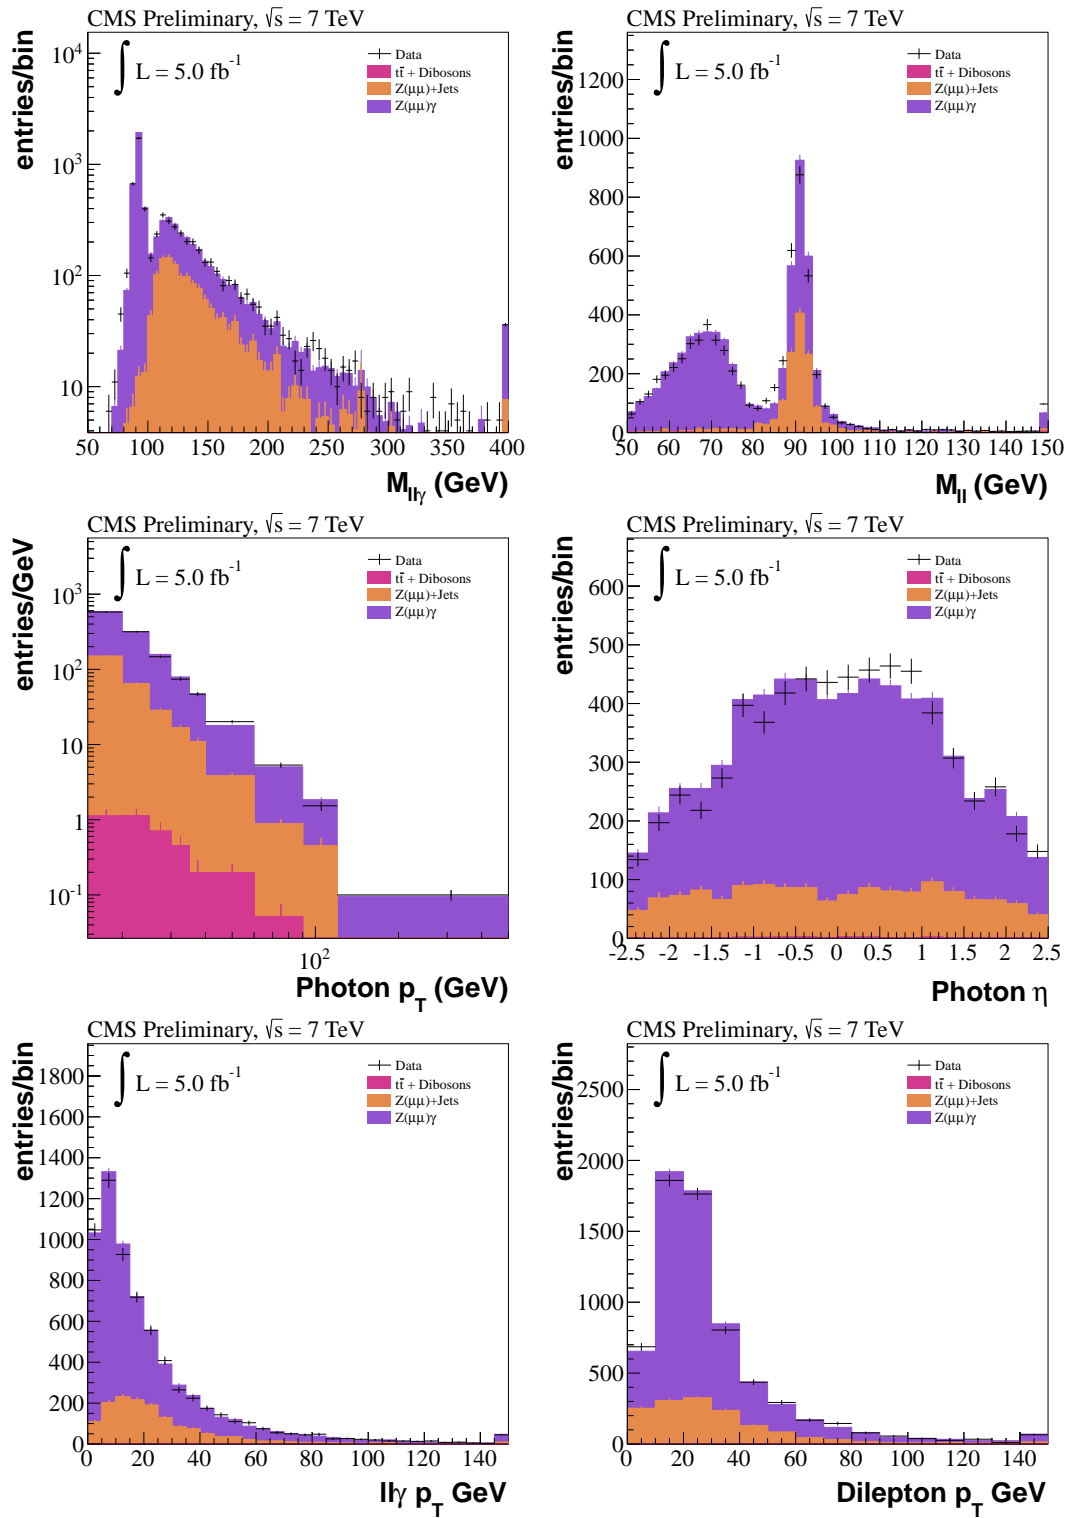 CMS Preliminary, √s = 7 TeV
entries/bin
∫ L = 5.0 fb⁻¹
Data
tt̄ + Dibosons
Z(μμ)+Jets
Z(μμ)γ
10⁴
10³
10²
10
50 100 150 200 250 300 350 400
M_llγ (GeV)
CMS Preliminary, √s = 7 TeV
entries/bin
∫ L = 5.0 fb⁻¹
Data
tt̄ + Dibosons
Z(μμ)+Jets
Z(μμ)γ
1200
1000
800
600
400
200
0
50 60 70 80 90 100 110 120 130 140 150
M_ll (GeV)
CMS Preliminary, √s = 7 TeV
entries/GeV
∫ L = 5.0 fb⁻¹
Data
tt̄ + Dibosons
Z(μμ)+Jets
Z(μμ)γ
10³
10²
10
1
10⁻¹
10²
Photon p_T (GeV)
CMS Preliminary, √s = 7 TeV
entries/bin
∫ L = 5.0 fb⁻¹
Data
tt̄ + Dibosons
Z(μμ)+Jets
Z(μμ)γ
600
500
400
300
200
100
0
-2.5 -2 -1.5 -1 -0.5 0 0.5 1 1.5 2 2.5
Photon η
CMS Preliminary, √s = 7 TeV
entries/bin
∫ L = 5.0 fb⁻¹
Data
tt̄ + Dibosons
Z(μμ)+Jets
Z(μμ)γ
1800
1600
1400
1200
1000
800
600
400
200
0
0 20 40 60 80 100 120 140
llγ p_T GeV
CMS Preliminary, √s = 7 TeV
entries/bin
∫ L = 5.0 fb⁻¹
Data
tt̄ + Dibosons
Z(μμ)+Jets
Z(μμ)γ
2500
2000
1500
1000
500
0
0 20 40 60 80 100 120 140
Dilepton p_T GeV